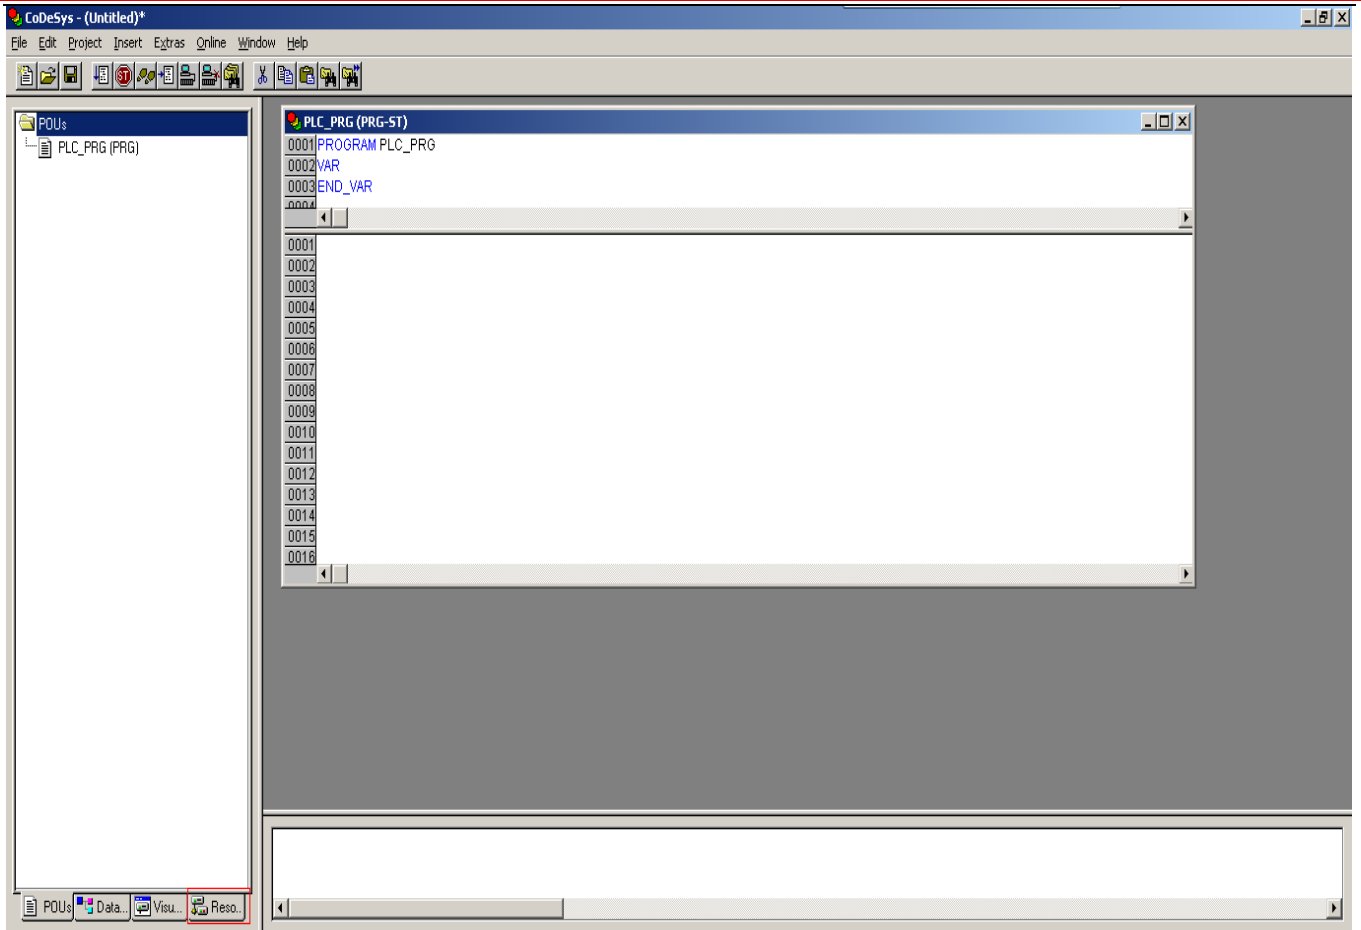 CoDeSys - (Untitled)*
File Edit Project Insert Extras Online Window Help
POUs
PLC_PRG (PRG)
PLC_PRG (PRG-ST)
0001 PROGRAM PLC_PRG
0002 VAR
0003 END_VAR
0004
0001
0002
0003
0004
0005
0006
0007
0008
0009
0010
0011
0012
0013
0014
0015
0016
POUs Data... Visu... Reso...